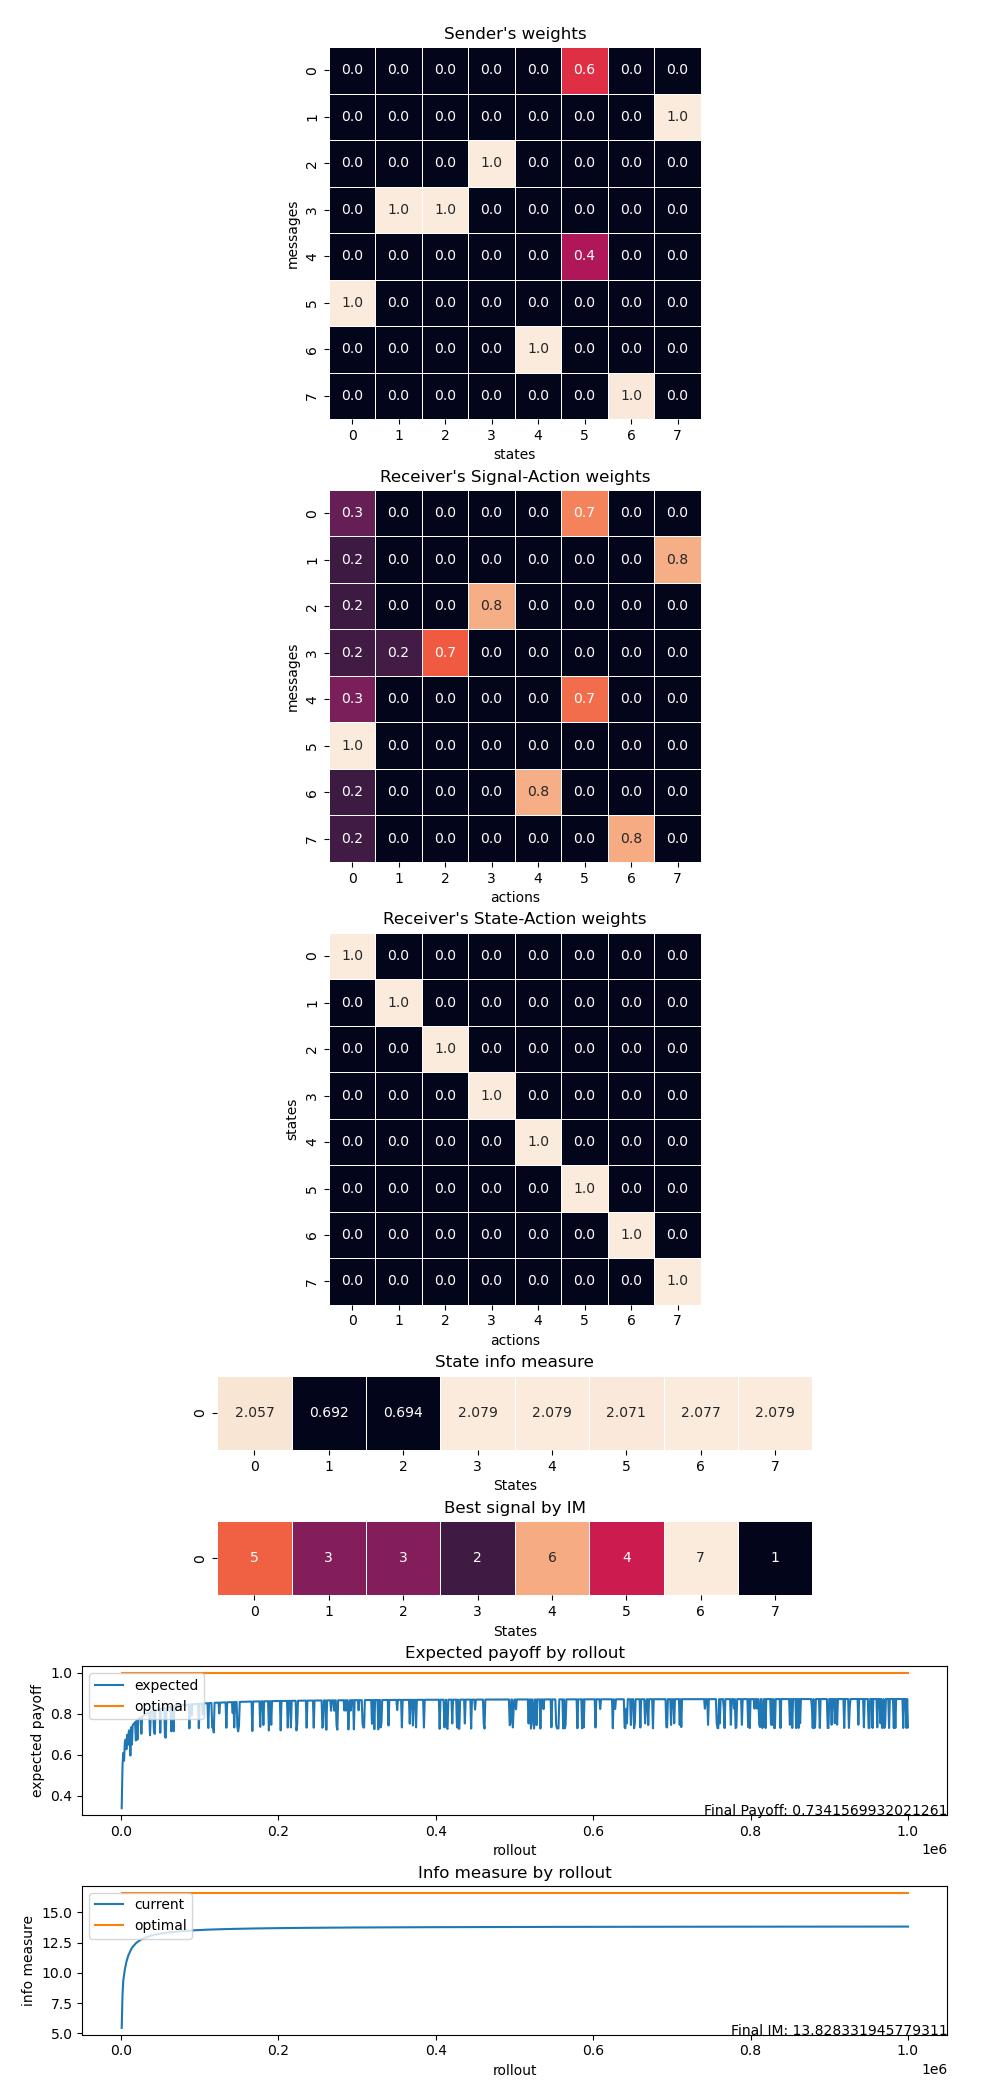 Sender's weights
0 0.0 0.0 0.0 0.0 0.0 0.6 0.0 0.0
1 0.0 0.0 0.0 0.0 0.0 0.0 0.0 1.0
2 0.0 0.0 0.0 1.0 0.0 0.0 0.0 0.0
3 0.0 1.0 1.0 0.0 0.0 0.0 0.0 0.0
messages
4 0.0 0.0 0.0 0.0 0.0 0.4 0.0 0.0
5 1.0 0.0 0.0 0.0 0.0 0.0 0.0 0.0
6 0.0 0.0 0.0 0.0 1.0 0.0 0.0 0.0
7 0.0 0.0 0.0 0.0 0.0 0.0 1.0 0.0
0 1 2 3 4 5 6 7
states
Receiver's Signal-Action weights
0 0.3 0.0 0.0 0.0 0.0 0.7 0.0 0.0
1 0.2 0.0 0.0 0.0 0.0 0.0 0.0 0.8
2 0.2 0.0 0.0 0.8 0.0 0.0 0.0 0.0
3 0.2 0.2 0.7 0.0 0.0 0.0 0.0 0.0
messages
4 0.3 0.0 0.0 0.0 0.0 0.7 0.0 0.0
5 1.0 0.0 0.0 0.0 0.0 0.0 0.0 0.0
6 0.2 0.0 0.0 0.0 0.8 0.0 0.0 0.0
7 0.2 0.0 0.0 0.0 0.0 0.0 0.8 0.0
0 1 2 3 4 5 6 7
actions
Receiver's State-Action weights
0 1.0 0.0 0.0 0.0 0.0 0.0 0.0 0.0
1 0.0 1.0 0.0 0.0 0.0 0.0 0.0 0.0
2 0.0 0.0 1.0 0.0 0.0 0.0 0.0 0.0
3 0.0 0.0 0.0 1.0 0.0 0.0 0.0 0.0
states
4 0.0 0.0 0.0 0.0 1.0 0.0 0.0 0.0
5 0.0 0.0 0.0 0.0 0.0 1.0 0.0 0.0
6 0.0 0.0 0.0 0.0 0.0 0.0 1.0 0.0
7 0.0 0.0 0.0 0.0 0.0 0.0 0.0 1.0
0 1 2 3 4 5 6 7
actions
State info measure
0 2.057 0.692 0.694 2.079 2.079 2.071 2.077 2.079
0 1 2 3 4 5 6 7
States
Best signal by IM
0 5 3 3 2 6 4 7 1
0 1 2 3 4 5 6 7
States
Expected payoff by rollout
expected payoff
1.0
0.8
0.6
0.4
expected
optimal
Final Payoff: 0.7341569932021261
0.0 0.2 0.4 0.6 0.8 1.0
1e6
rollout
Info measure by rollout
info measure
15.0
12.5
10.0
7.5
5.0
current
optimal
Final IM: 13.828331945779311
0.0 0.2 0.4 0.6 0.8 1.0
1e6
rollout